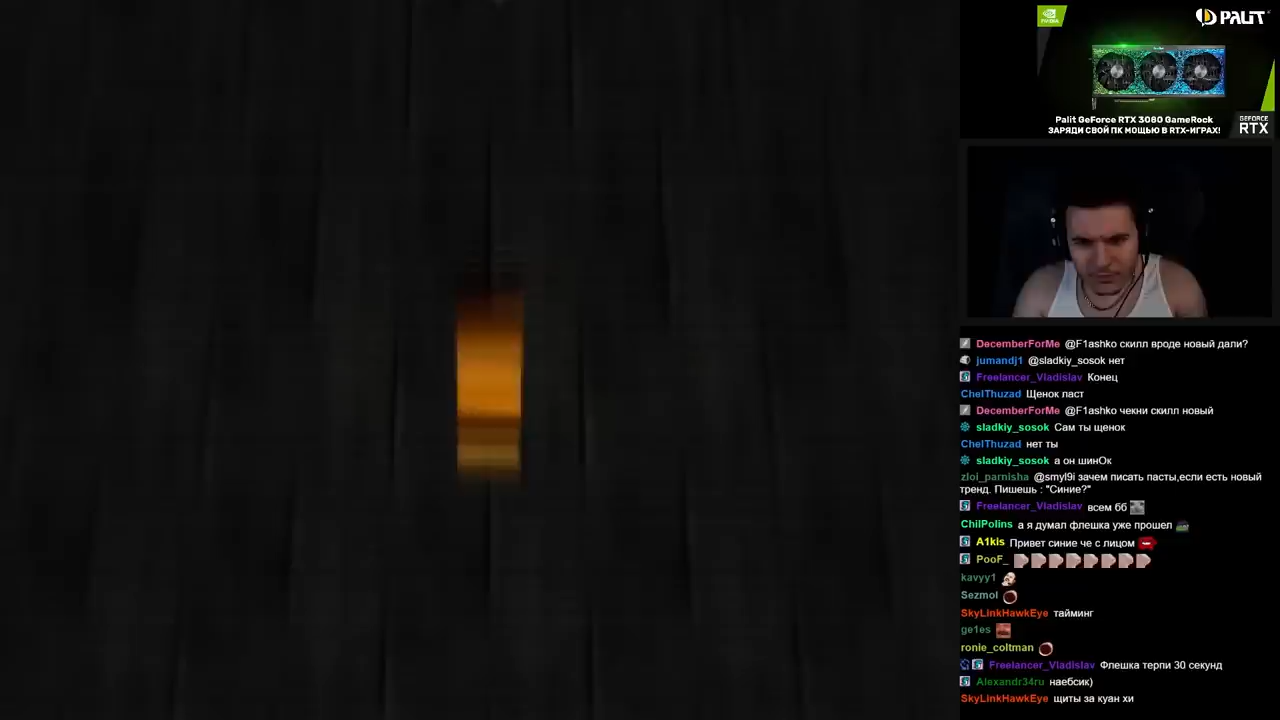 NVIDIA
PALIT
Palit GeForce RTX 3080 GameRock
ЗАРЯДИ СВОЙ ПК МОЩЬЮ В RTX-ИГРАХ!
GEFORCE
RTX
DecemberForMe @F1ashko скилл вроде новый дали?
jumandj1 @sladkiy_sosok нет
Freelancer_Vladislav Конец
ChelThuzad Щенок ласт
DecemberForMe @F1ashko чекни скилл новый
sladkiy_sosok Сам ты щенок
ChelThuzad нет ты
sladkiy_sosok а он шинОк
zloi_parnisha @smyl9i зачем писать пасты,если есть новый
тренд. Пишешь : "Синие?"
Freelancer_Vladislav всем бб
ChilPolins а я думал флешка уже прошел
A1kis Привет синие че с лицом
PooF_
kavyy1
Sezmol
SkyLinkHawkEye тайминг
ge1es
ronie_coltman
Freelancer_Vladislav Флешка терпи 30 секунд
Alexandr34ru наебсик)
SkyLinkHawkEye щиты за куан хи